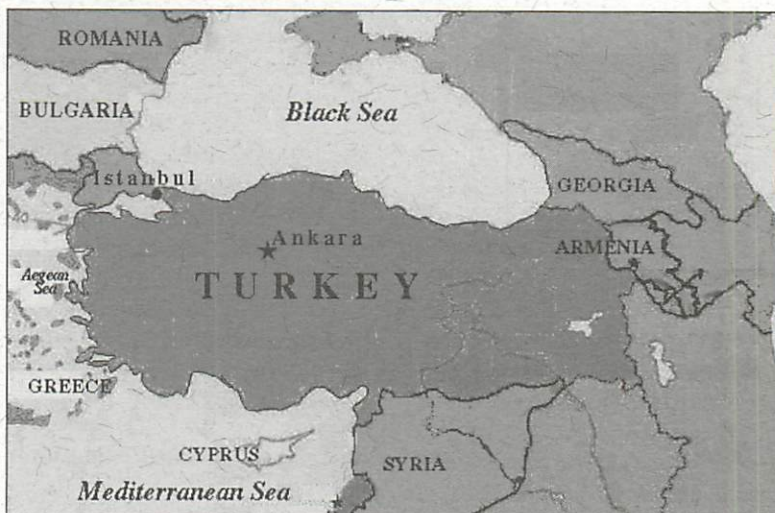 ROMANIA
BULGARIA
Black Sea
Istanbul
GEORGIA
Ankara
ARMENIA
Aegean
Sea
TURKEY
GREECE
CYPRUS
SYRIA
Mediterranean Sea